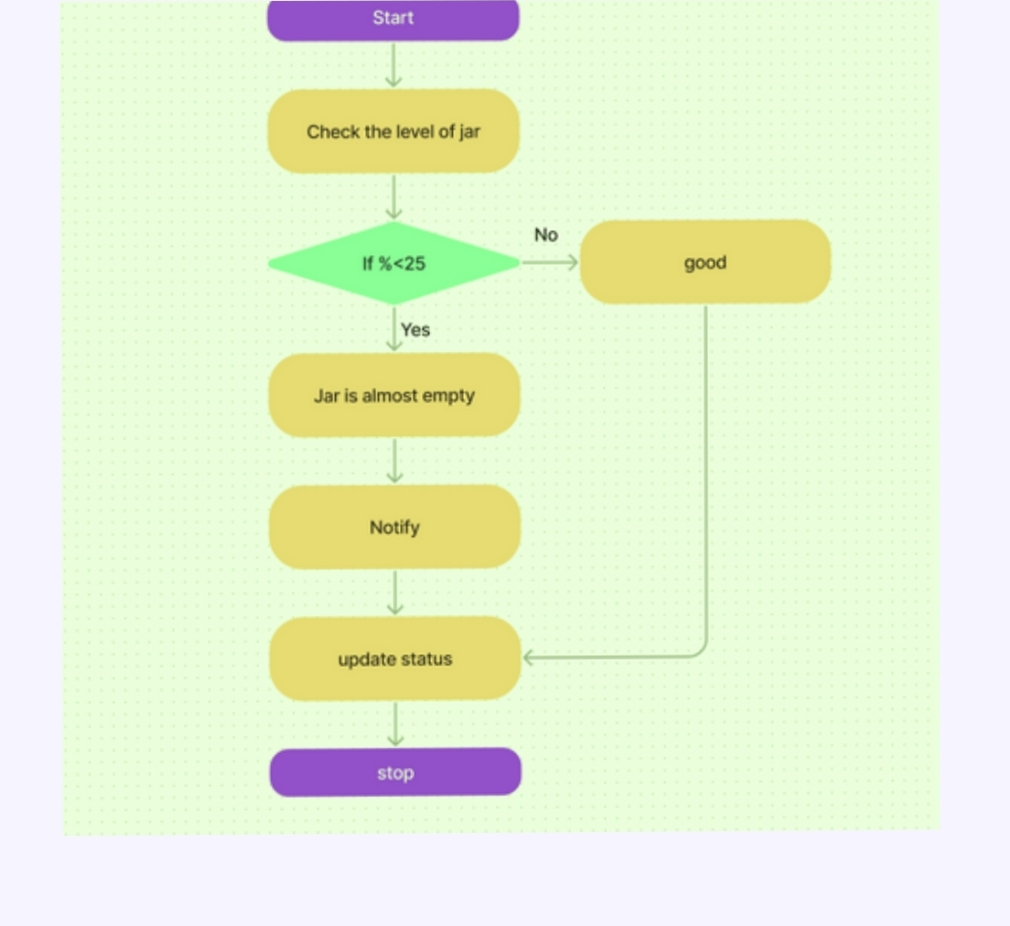 Start
Check the level of jar
If %<25
No
good
Yes
Jar is almost empty
Notify
update status
stop